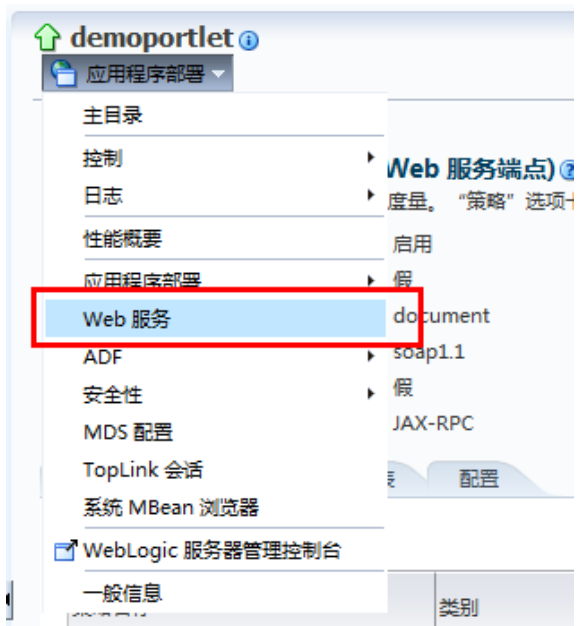 demoportlet
应用程序部署
主目录
控制
Web 服务端点)
日志
度量。 “策略” 选项卡
性能概要
启用
应用程序部署
假
Web 服务
document
ADF
soap1.1
安全性
假
MDS 配置
JAX-RPC
TopLink 会话
配置
系统 MBean 浏览器
WebLogic 服务器管理控制台
一般信息
类别